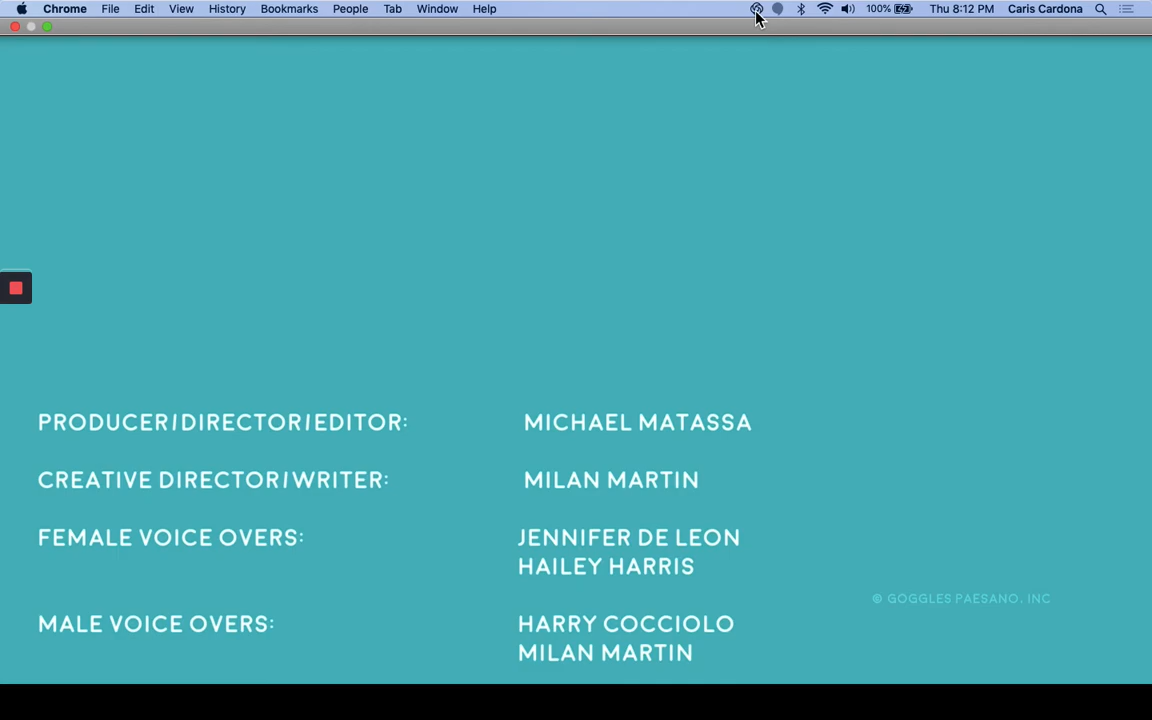 Chrome File Edit View History Bookmarks People Tab Window Help 100% Thu 8:12 PM Caris Cardona
PRODUCER/DIRECTOR/EDITOR: MICHAEL MATASSA
CREATIVE DIRECTOR/WRITER: MILAN MARTIN
FEMALE VOICE OVERS: JENNIFER DE LEON
HAILEY HARRIS
© GOGGLES PAESANO, INC
MALE VOICE OVERS: HARRY COCCIOLO
MILAN MARTIN